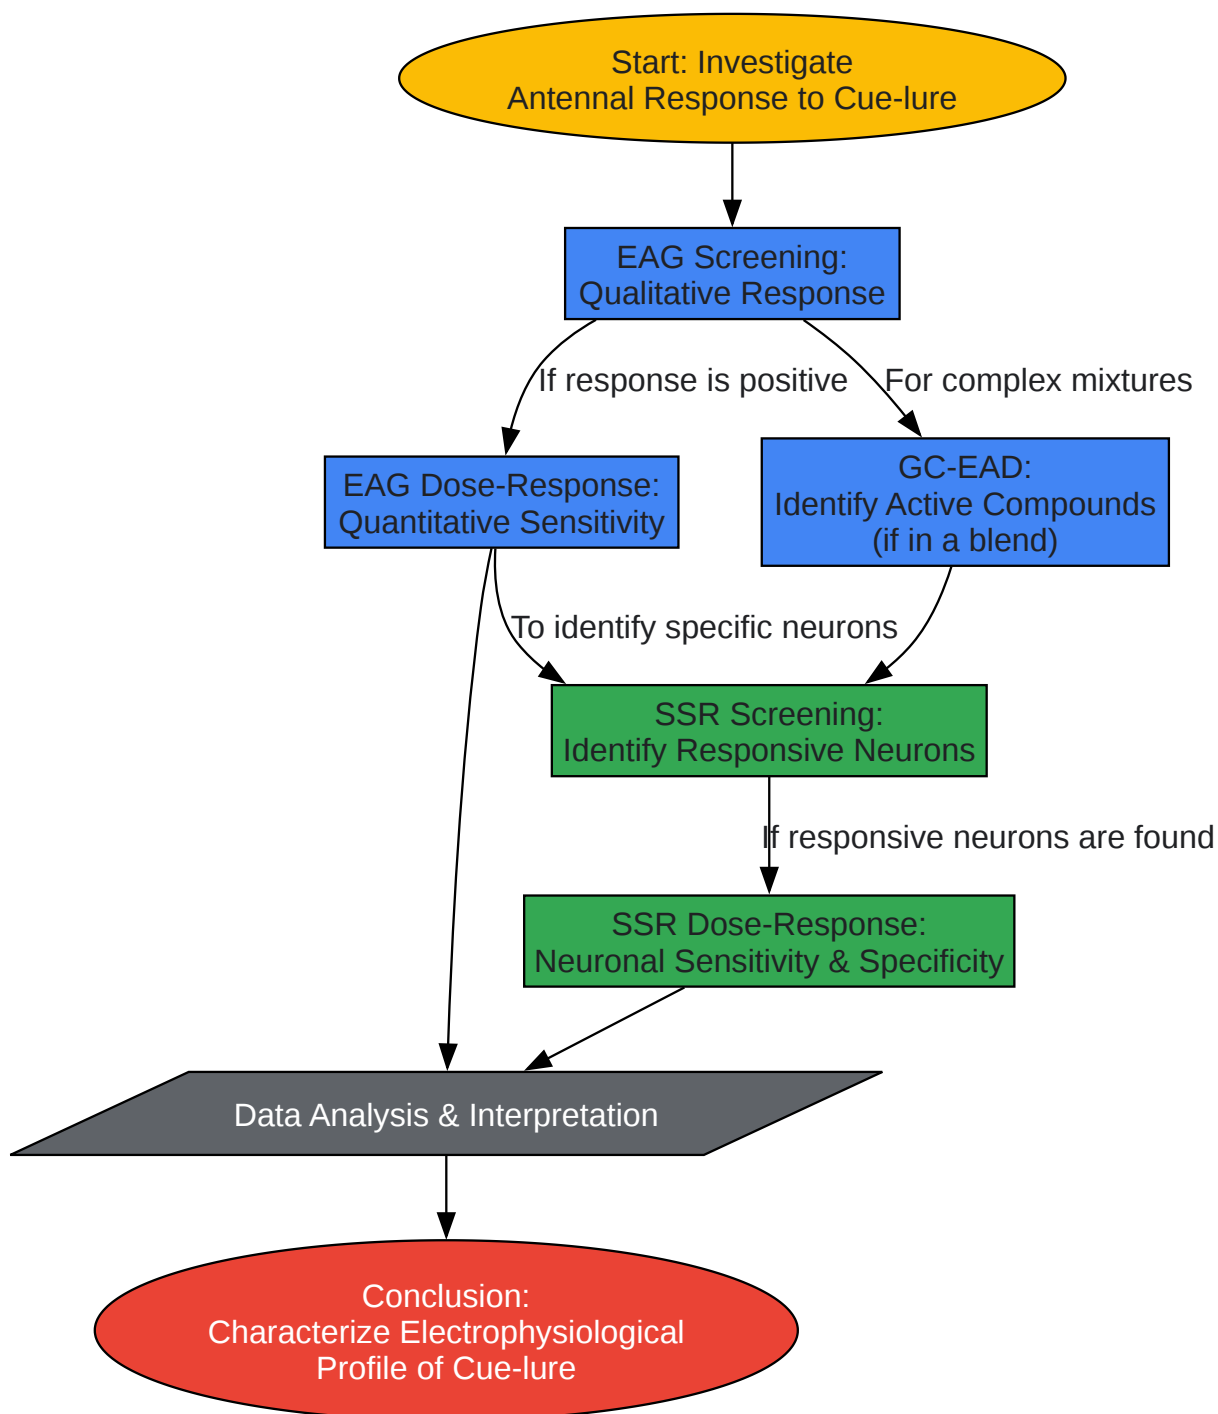 Start: Investigate
Antennal Response to Cue-lure
EAG Screening:
Qualitative Response
If response is positive
For complex mixtures
EAG Dose-Response:
Quantitative Sensitivity
GC-EAD:
Identify Active Compounds
(if in a blend)
To identify specific neurons
SSR Screening:
Identify Responsive Neurons
If responsive neurons are found
SSR Dose-Response:
Neuronal Sensitivity & Specificity
Data Analysis & Interpretation
Conclusion:
Characterize Electrophysiological
Profile of Cue-lure